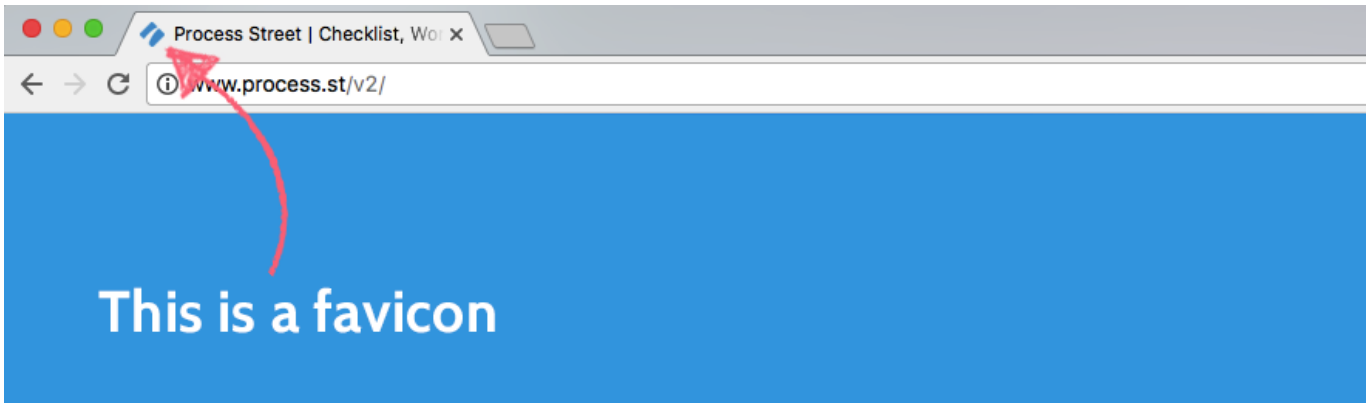 Process Street | Checklist, Wor
www.process.st/v2/
This is a favicon